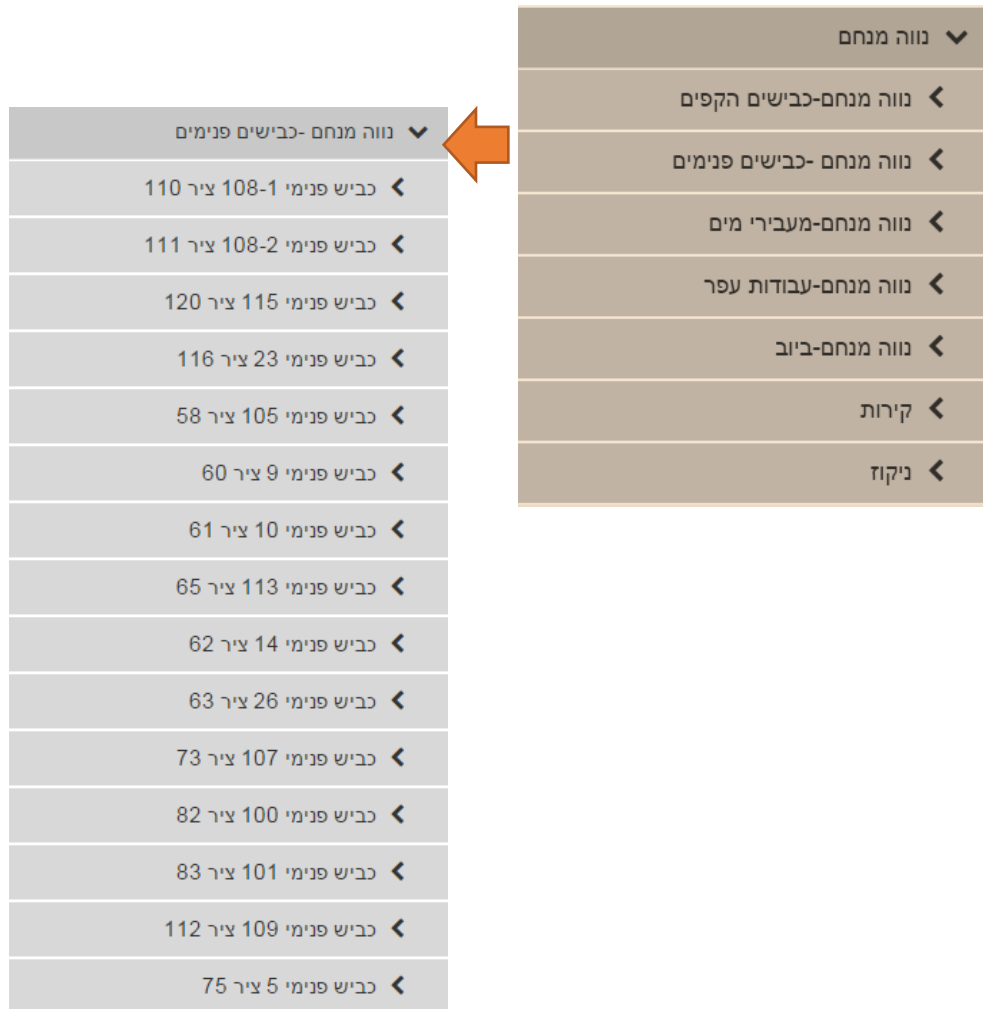 נווה מנחם
נווה מנחם-כבישים הקפים
נווה מנחם -כבישים פנימים
נווה מנחם-מעבירי מים
נווה מנחם-עבודות עפר
נווה מנחם-ביוב
קירות
ניקוז
נווה מנחם -כבישים פנימים
כביש פנימי 108-1 ציר 110
כביש פנימי 108-2 ציר 111
כביש פנימי 115 ציר 120
כביש פנימי 23 ציר 116
כביש פנימי 105 ציר 58
כביש פנימי 9 ציר 60
כביש פנימי 10 ציר 61
כביש פנימי 113 ציר 65
כביש פנימי 14 ציר 62
כביש פנימי 26 ציר 63
כביש פנימי 107 ציר 73
כביש פנימי 100 ציר 82
כביש פנימי 101 ציר 83
כביש פנימי 109 ציר 112
כביש פנימי 5 ציר 75